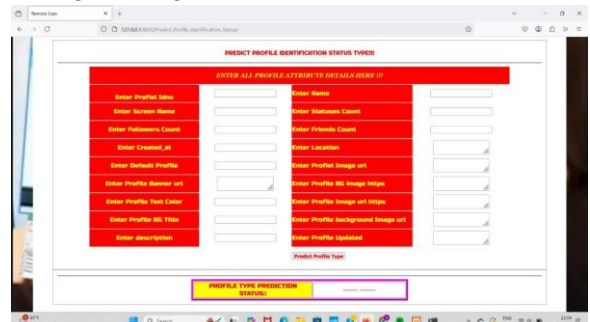 Remote User
127.0.0.1:8000/Predict_Profile_Identification_Status/
PREDICT PROFILE IDENTIFICATION STATUS TYPE!!!
ENTER ALL PROFILE ATTRIBUTE DETAILS HERE !!!
Enter Profiel Idno Enter Name
Enter Screen Name Enter Statuses Count
Enter Followers Count Enter Friends Count
Enter Created_at Enter Location
Enter Default Profile Enter Profiel Image url
Enter Profile Banner url Enter Profile BG Image https
Enter Profile Text Color Enter Profile Image url https
Enter Profile BG Title Enter Profile background Image url
Enter description Enter Profile Updated
Predict Profile Type
PROFILE TYPE PREDICTION
STATUS::
Search
ENG